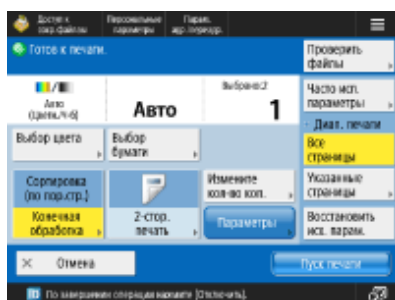 Доступ к
сохр.файлам
Персональные
параметры
Парам.
адр.переадр.
Готов к печати.
Проверить
файлы
Авто
(Цветн./Ч-б)
Авто
Выбрано:2
1
Часто исп.
параметры
Диап. печати
Выбор цвета
Выбор
бумаги
Все
страницы
Сортировка
(по пор.стр.)
Измените
кол-во коп.
Указанные
страницы
Конечная
обработка
2-стор.
печать
Параметры
Восстановить
исх. парам.
× Отмена
Пуск печати
По завершении операции нажмите [Отключить].